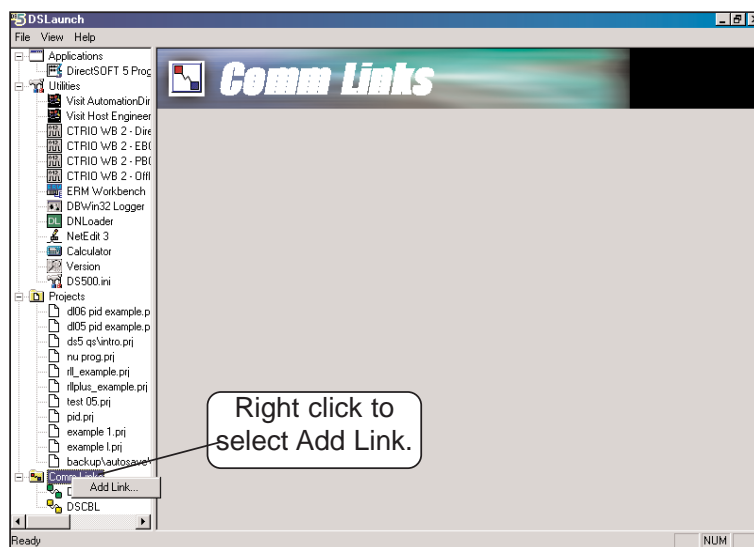 DSLaunch
File View Help
Applications
DirectSOFT 5 Prog
Utilities
Visit AutomationDir
Visit Host Engineer
CTRIO WB 2 - Dire
CTRIO WB 2 - EBC
CTRIO WB 2 - PBC
CTRIO WB 2 - Offl
ERM Workbench
DBWin32 Logger
DL DNLoader
NetEdit 3
Calculator
Version
DS500.ini
Projects
dl06 pid example.p
dl05 pid example.p
ds5 qs\intro.prj
nu prog.prj
rll_example.prj
rllplus_example.prj
test 05.prj
pid.prj
example 1.prj
example I.prj
backup\autosave\
Comm Links
Add Link...
DSCBL
Comm Links
Right click to
select Add Link.
Ready
NUM